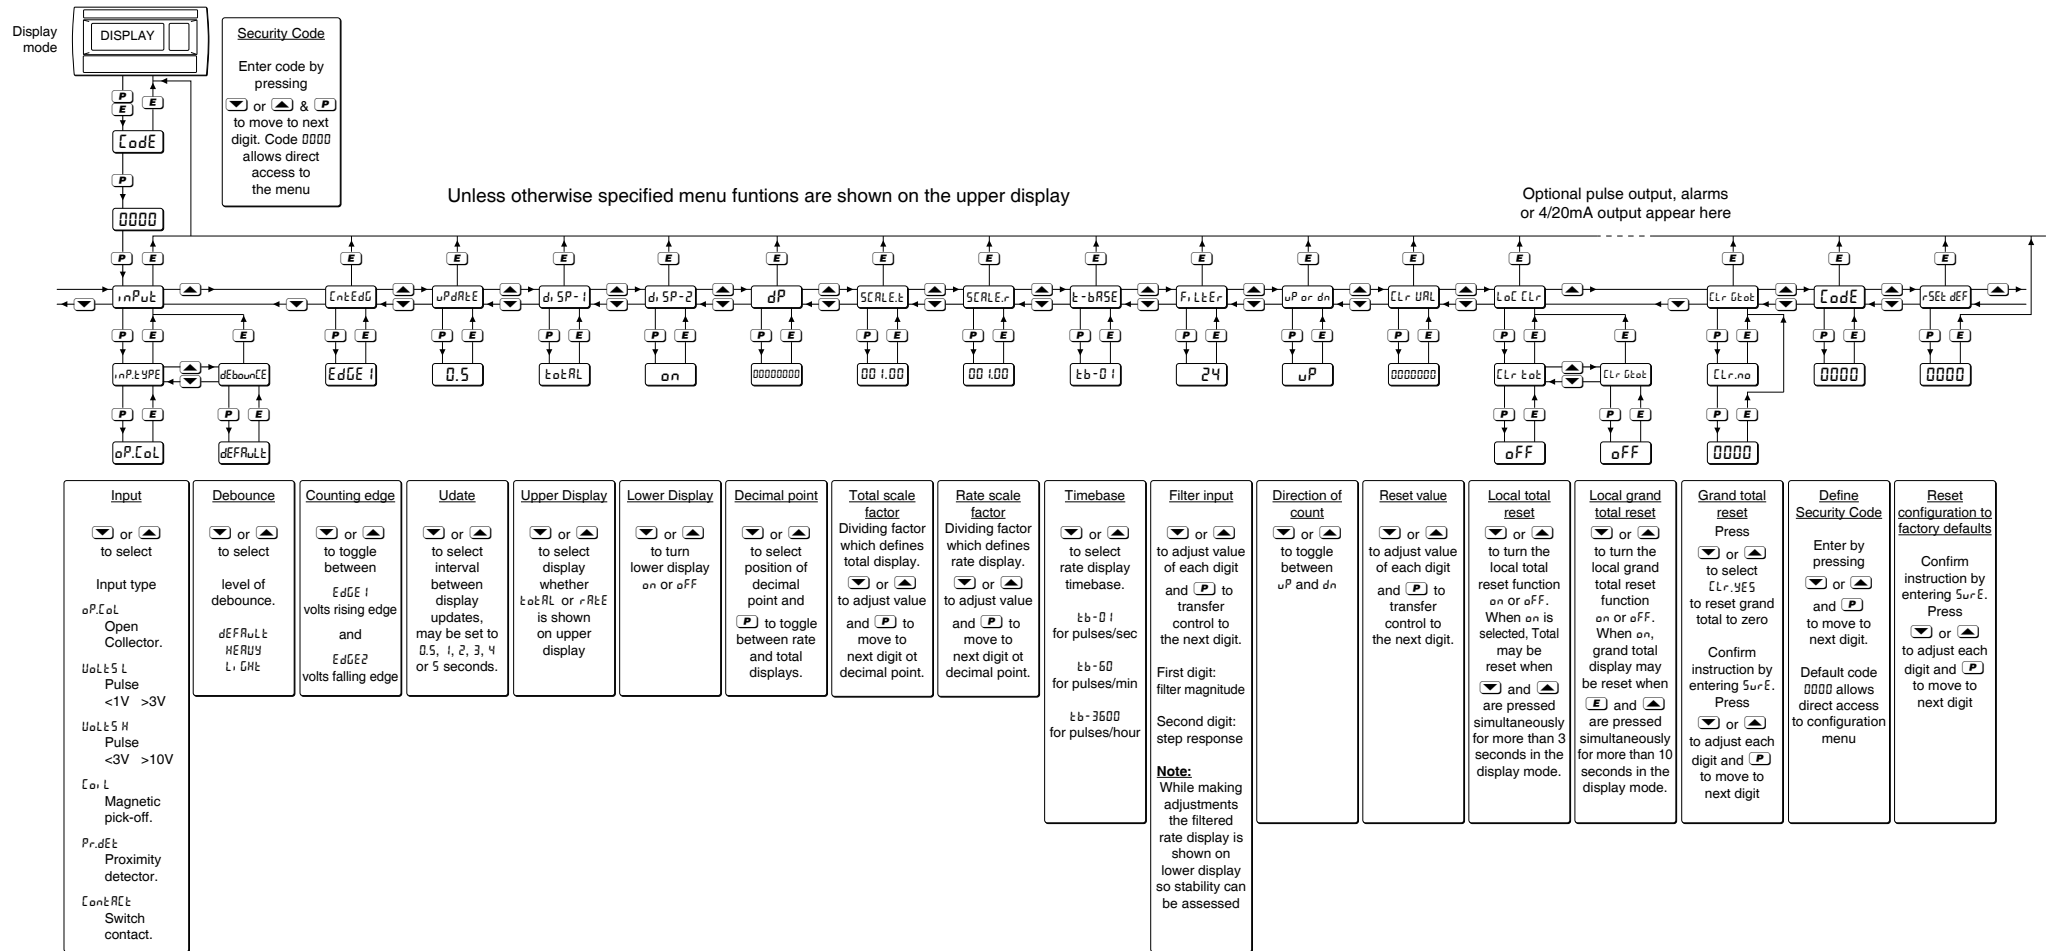 Display
mode
DISPLAY
Security Code
Enter code by
pressing
or & P
to move to next
digit. Code 0000
allows direct
access to
the menu
P
E
E
CodE
P
0000
Unless otherwise specified menu funtions are shown on the upper display
Optional pulse output, alarms
or 4/20mA output appear here
P E E E E E E E E E E E E E E E E
inPut CntEdG uPdAtE diSP-1 diSP-2 dP SCALE.t SCALE.r t-bASE FiLtEr uP or dn CLr VAL LoC CLr CLr Gtot CodE rSEt dEF
P E E P E P E P E P E P E P E P E P E P E P E P E P E E P E P E P E
inP.tYPE dEbounCE EdGE 1 0.5 totAL on 00000000 001.00 001.00 tb-01 24 uP 0000000 CLr tot CLr Gtot CLr.no 0000 0000
P E P E P E P E P E
oP.CoL dEFAuLt oFF oFF 0000
Input
or
to select
Input type
oP.CoL
Open
Collector.
VoLtS L
Pulse
<1V >3V
VoLtS H
Pulse
<3V >10V
CoiL
Magnetic
pick-off.
Pr.dEt
Proximity
detector.
ContACt
Switch
contact.
Debounce
or
to select
level of
debounce.
dEFAuLt
HEAVY
LiGHt
Counting edge
or
to toggle
between
EdGE 1
volts rising edge
and
EdGE2
volts falling edge
Udate
or
to select
interval
between
display
updates,
may be set to
0.5, 1, 2, 3, 4
or 5 seconds.
Upper Display
or
to select
display
whether
totAL or rAtE
is shown
on upper
display
Lower Display
or
to turn
lower display
on or oFF
Decimal point
or
to select
position of
decimal
point and
P to toggle
between rate
and total
displays.
Total scale
factor
Dividing factor
which defines
total display.
or
to adjust value
and P to
move to
next digit ot
decimal point.
Rate scale
factor
Dividing factor
which defines
rate display.
or
to adjust value
and P to
move to
next digit ot
decimal point.
Timebase
or
to select
rate display
timebase.
tb-01
for pulses/sec
tb-60
for pulses/min
tb-3600
for pulses/hour
Filter input
or
to adjust value
of each digit
and P to
transfer
control to
the next digit.
First digit:
filter magnitude
Second digit:
step response
Note:
While making
adjustments
the filtered
rate display is
shown on
lower display
so stability can
be assessed
Direction of
count
or
to toggle
between
uP and dn
Reset value
or
to adjust value
of each digit
and P to
transfer
control to
the next digit.
Local total
reset
or
to turn the
local total
reset function
on or oFF.
When on is
selected, Total
may be
reset when
and
are pressed
simultaneously
for more than 3
seconds in the
display mode.
Local grand
total reset
or
to turn the
local grand
total reset
function
on or oFF.
When on,
grand total
display may
be reset when
E and
are pressed
simultaneously
for more than 10
seconds in the
display mode.
Grand total
reset
Press
or
to select
CLr.YES
to reset grand
total to zero
Confirm
instruction by
entering SurE.
Press
or
to adjust each
digit and P
to move to
next digit
Define
Security Code
Enter by
pressing
or
and P
to move to
next digit.
Default code
0000 allows
direct access
to configuration
menu
Reset
configuration to
factory defaults
Confirm
instruction by
entering SurE.
Press
or
to adjust each
digit and P
to move to
next digit